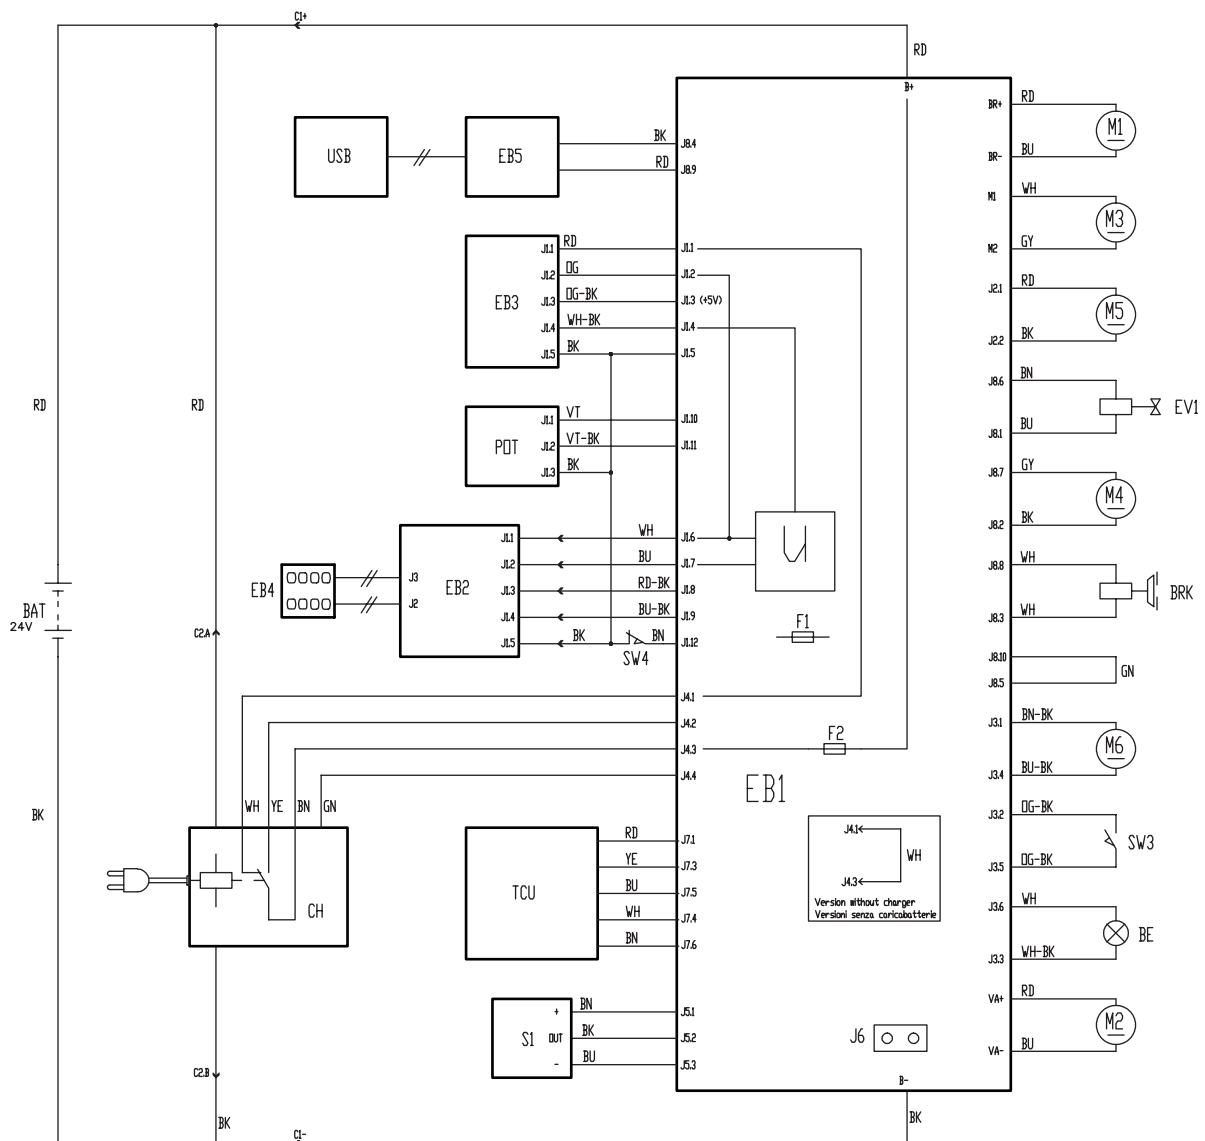 C1+
RD
B+
BR+ RD
M1
BR- BU
USB
EB5
BK J8.4
RD J8.9
M1 WH
M3
M2 GY
EB3
J1.1 RD J1.1
J1.2 OG J1.2
J1.3 OG-BK J1.3 (+5V)
J1.4 WH-BK J1.4
J1.5 BK J1.5
J2.1 RD
M5
J2.2 BK
J8.6 BN
EV1
J8.1 BU
RD
RD
POT
J1.1 VT J1.10
J1.2 VT-BK J1.11
J1.3 BK
J8.7 GY
M4
J8.2 BK
EB4
J3
J2
EB2
J1.1 WH J1.6
J1.2 BU J1.7
J1.3 RD-BK J1.8
J1.4 BU-BK J1.9
J1.5 BK BN J1.12
SW4
F1
J8.8 WH
BRK
J8.3 WH
BAT
24V
C2.A
J8.10
GN
J8.5
J4.1
J4.2
J4.3
J4.4
F2
EB1
J3.1 BN-BK
M6
J3.4 BU-BK
WH YE BN GN
BK
CH
J3.2 OG-BK
SW3
J3.5 OG-BK
J4.1
WH
J4.3
Version without charger
Versioni senza caricabatterie
TCU
RD J7.1
YE J7.3
BU J7.5
WH J7.4
BN J7.6
J3.6 WH
BE
J3.3 WH-BK
S1
+ BN J5.1
OUT BK J5.2
- BU J5.3
VA+ RD
M2
VA- BU
J6
C2.B
B-
BK
BK
C1-